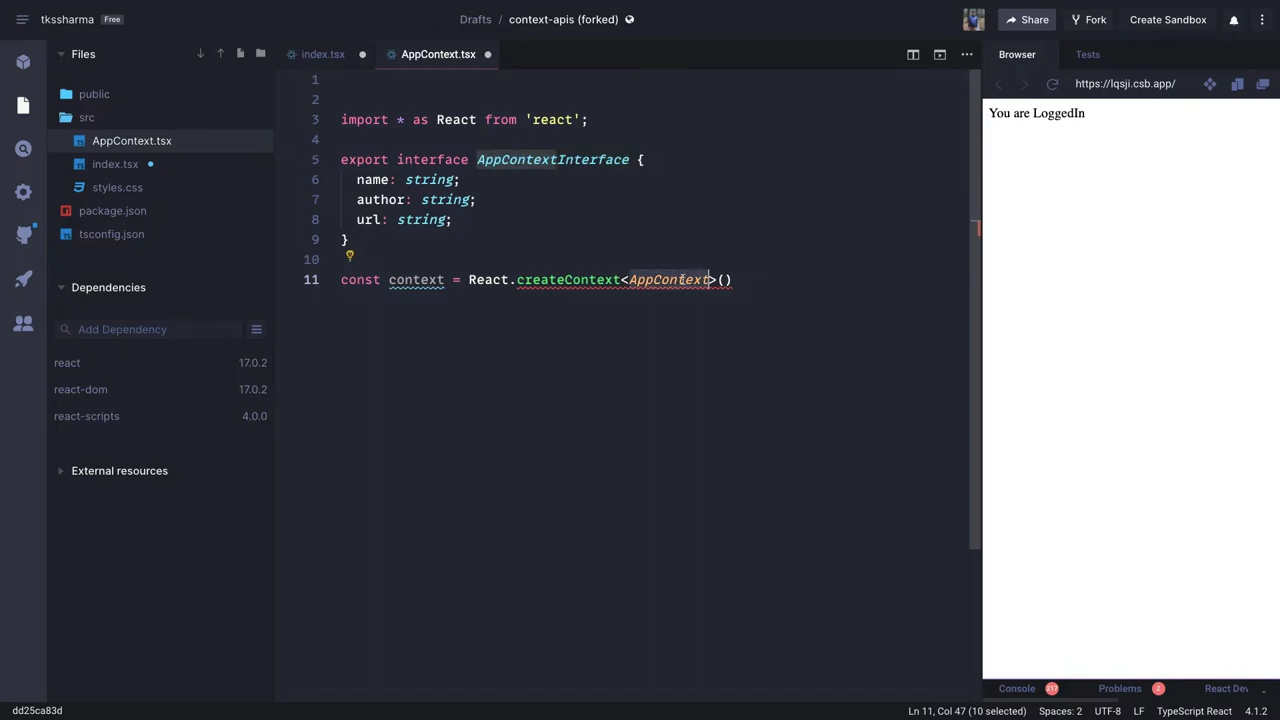 tkssharma Free
Drafts / context-apis (forked)
Share
Fork
Create Sandbox
Files
index.tsx
AppContext.tsx
Browser
Tests
https://lqsji.csb.app/
public
src
AppContext.tsx
index.tsx
styles.css
package.json
tsconfig.json
Dependencies
Add Dependency
react 17.0.2
react-dom 17.0.2
react-scripts 4.0.0
External resources
1
2
3 import * as React from 'react';
4
5 export interface AppContextInterface {
6 name: string;
7 author: string;
8 url: string;
9 }
10
11 const context = React.createContext<AppContext>()
You are LoggedIn
Console 217
Problems 2
React Dev
dd25ca83d
Ln 11, Col 47 (10 selected) Spaces: 2 UTF-8 LF TypeScript React 4.1.2